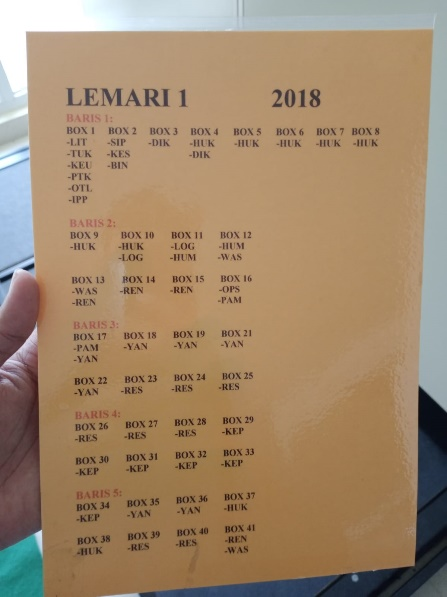 LEMARI 1 2018
BARIS 1:
BOX 1 BOX 2 BOX 3 BOX 4 BOX 5 BOX 6 BOX 7 BOX 8
-LIT -SIP -DIK -HUK -HUK -HUK -HUK -HUK
-TUK -KES -DIK
-KEU -BIN
-PTK
-OTL
-IPP
BARIS 2:
BOX 9 BOX 10 BOX 11 BOX 12
-HUK -HUK -LOG -HUM
-LOG -HUM -WAS
BOX 13 BOX 14 BOX 15 BOX 16
-WAS -REN -REN -OPS
-REN -PAM
BARIS 3:
BOX 17 BOX 18 BOX 19 BOX 21
-PAM -YAN -YAN -YAN
-YAN
BOX 22 BOX 23 BOX 24 BOX 25
-YAN -RES -RES -RES
BARIS 4:
BOX 26 BOX 27 BOX 28 BOX 29
-RES -RES -RES -KEP
BOX 30 BOX 31 BOX 32 BOX 33
-KEP -KEP -KEP -KEP
BARIS 5:
BOX 34 BOX 35 BOX 36 BOX 37
-KEP -YAN -YAN -HUK
BOX 38 BOX 39 BOX 40 BOX 41
-HUK -RES -RES -REN
-WAS